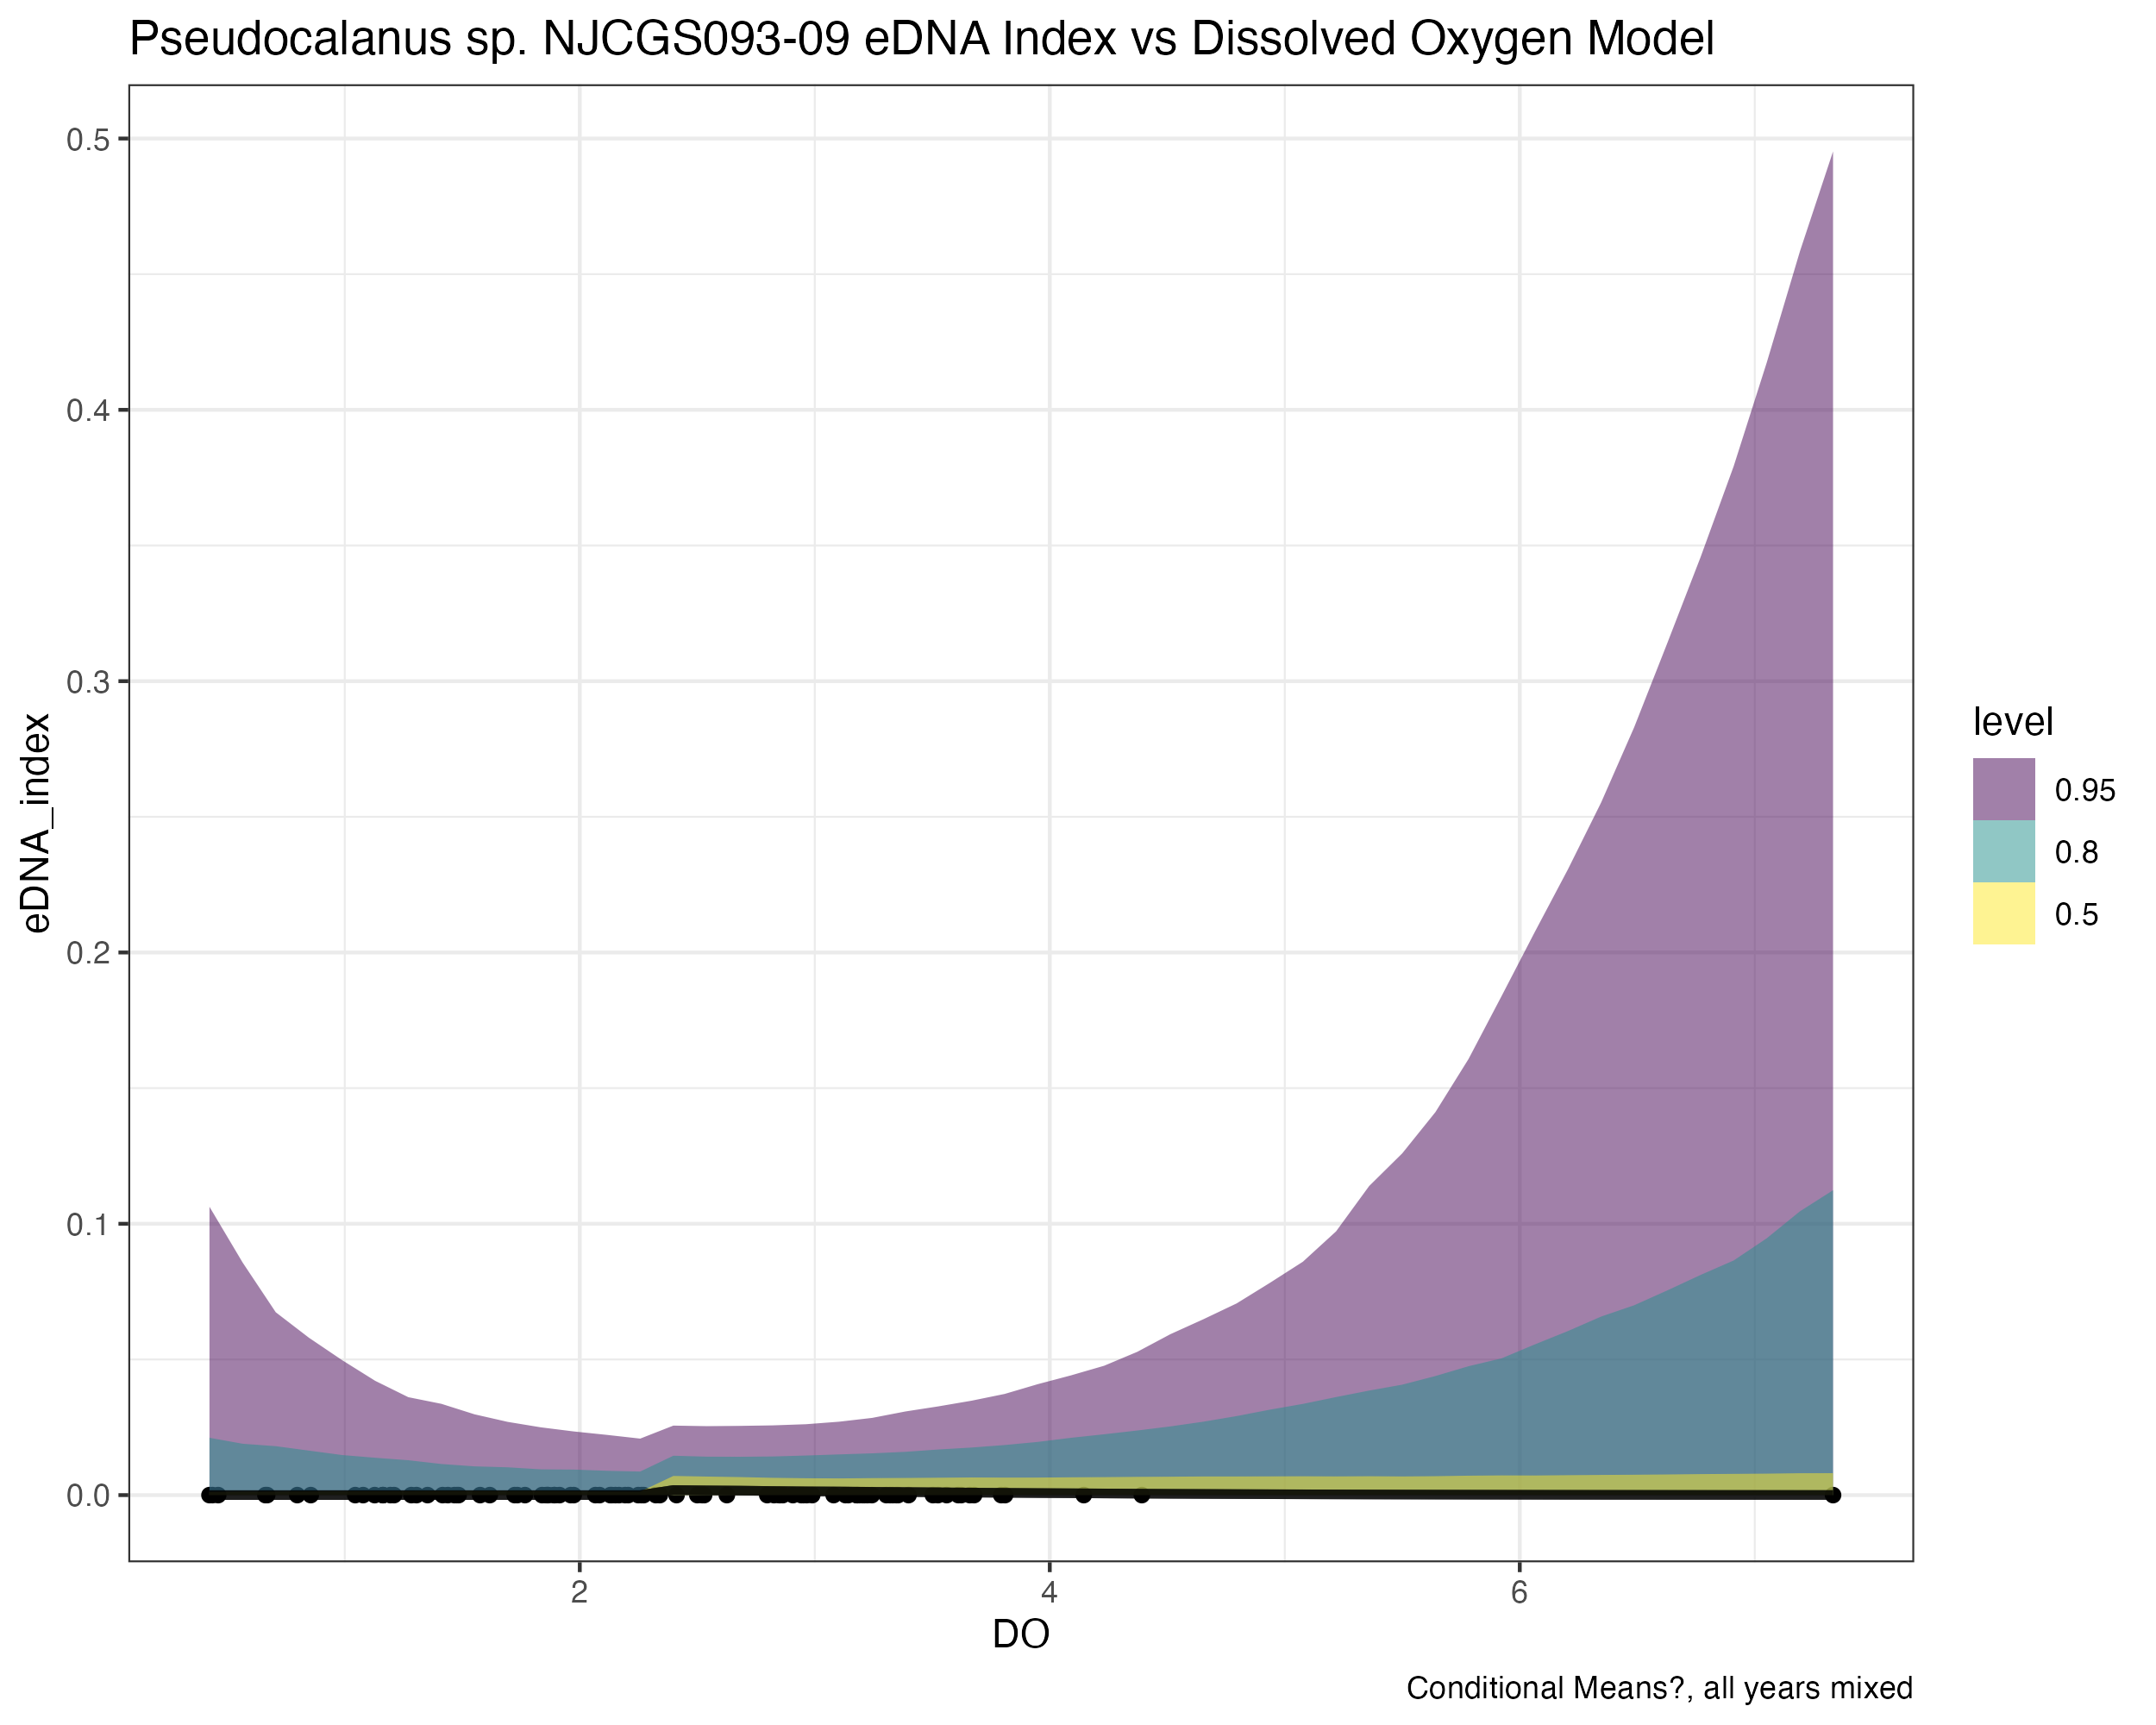 Pseudocalanus sp. NJCGS093-09 eDNA Index vs Dissolved Oxygen Model
0.5
0.4
0.3
0.2
0.1
0.0
eDNA_index
2
4
6
DO
level
0.95
0.8
0.5
Conditional Means?, all years mixed